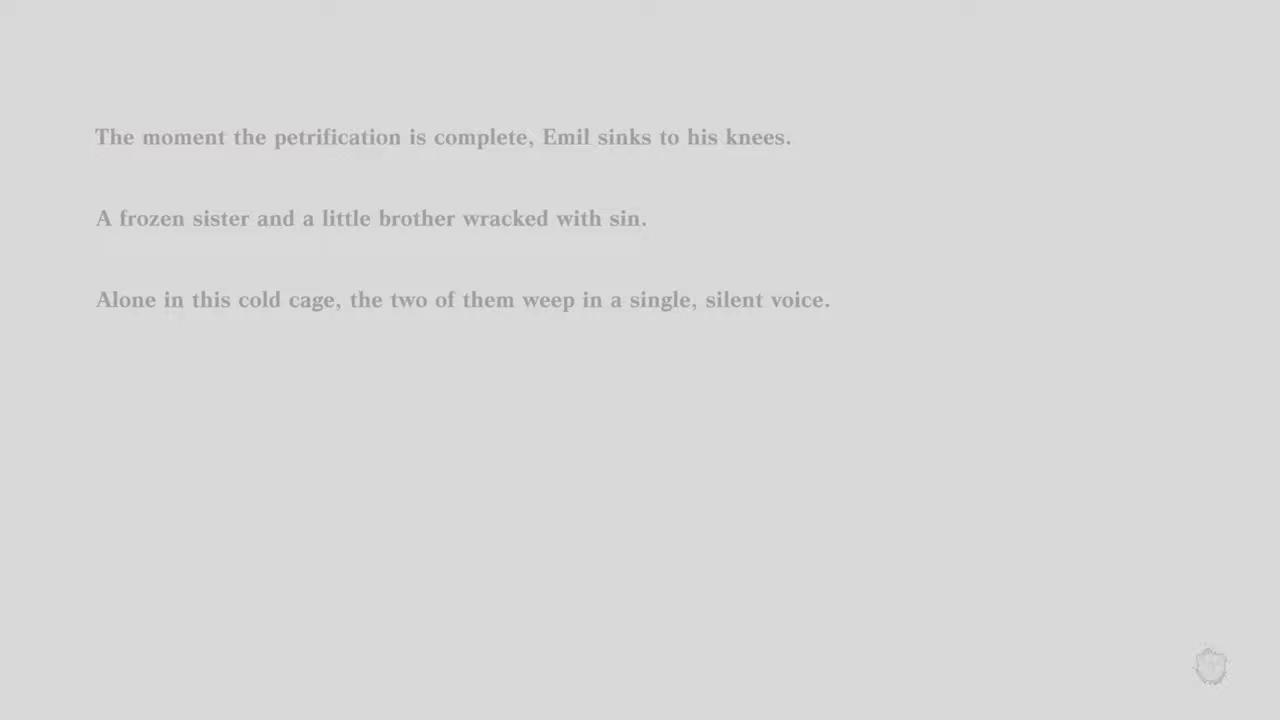 The moment the petrification is complete, Emil sinks to his knees.
A frozen sister and a little brother wracked with sin.
Alone in this cold cage, the two of them weep in a single, silent voice.